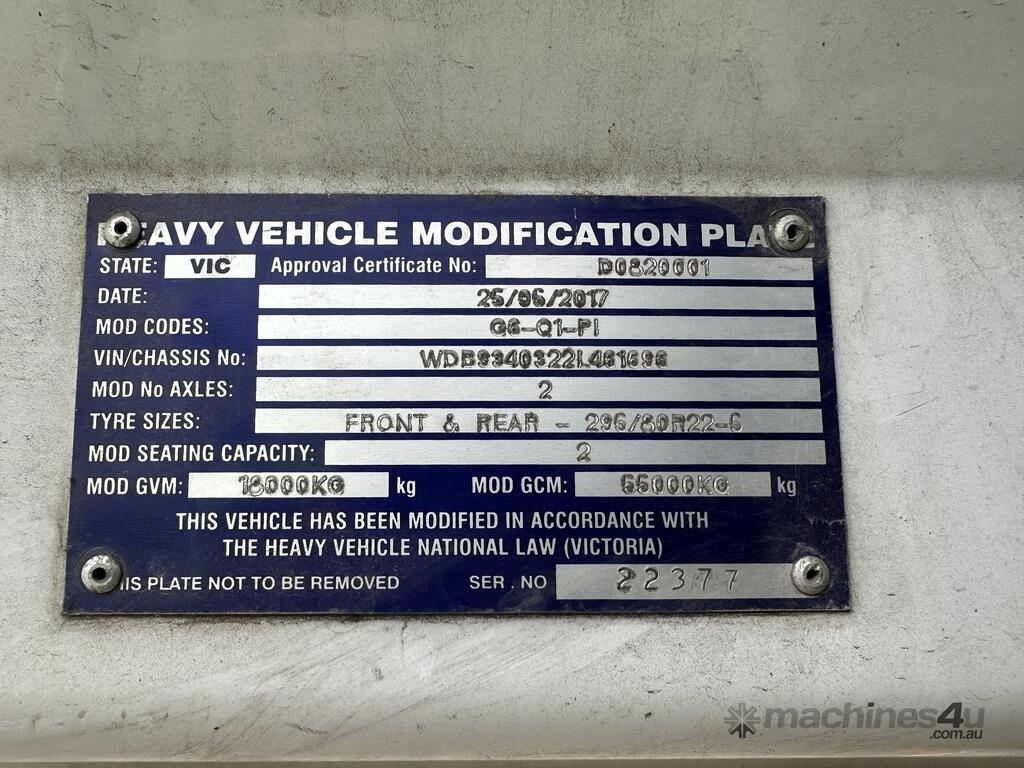 HEAVY VEHICLE MODIFICATION PLATE
STATE: VIC Approval Certificate No: D0820001
DATE: 25/05/2017
MOD CODES: G6-Q1-P1
VIN/CHASSIS No:
MOD No AXLES: 2
TYRE SIZES: FRONT & REAR - 295/80R22-5
MOD SEATING CAPACITY: 2
MOD GVM: 18000KG kg MOD GCM: 55000KG kg
THIS VEHICLE HAS BEEN MODIFIED IN ACCORDANCE WITH
THE HEAVY VEHICLE NATIONAL LAW (VICTORIA)
THIS PLATE NOT TO BE REMOVED SER . NO 22377
machines4u
.com.au